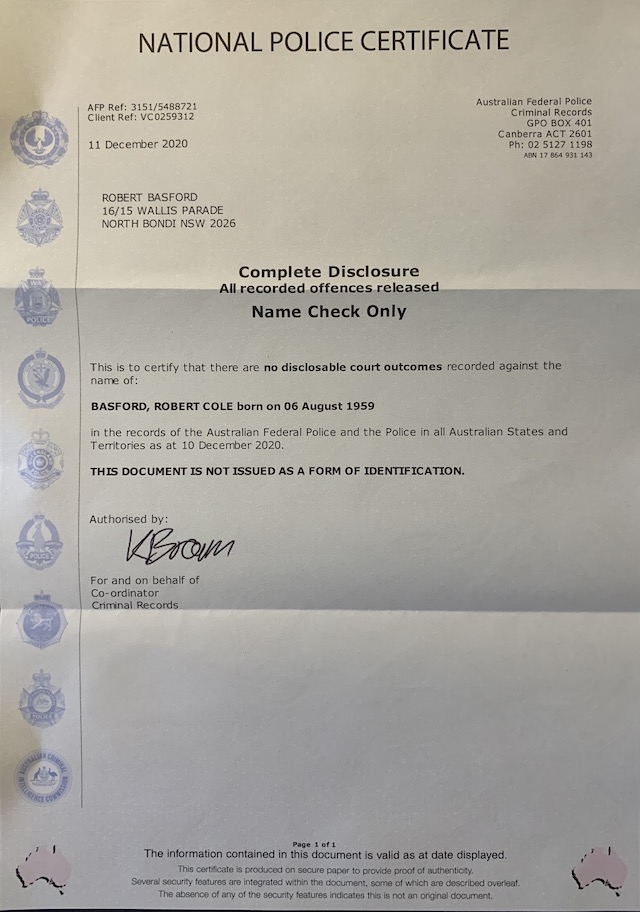 NATIONAL POLICE CERTIFICATE
AFP Ref: 3151/5488721
Client Ref: VC0259312
11 December 2020
Australian Federal Police
Criminal Records
GPO BOX 401
Canberra ACT 2601
Ph: 02 5127 1198
ABN 17 864 931 143
ROBERT BASFORD
16/15 WALLIS PARADE
NORTH BONDI NSW 2026
Complete Disclosure
All recorded offences released
Name Check Only
This is to certify that there are no disclosable court outcomes recorded against the
name of:
BASFORD, ROBERT COLE born on 06 August 1959
in the records of the Australian Federal Police and the Police in all Australian States and
Territories as at 10 December 2020.
THIS DOCUMENT IS NOT ISSUED AS A FORM OF IDENTIFICATION.
Authorised by:
KBrown
For and on behalf of
Co-ordinator
Criminal Records
WA
POLICE
POLICE
POLICE
AUSTRALIAN CRIMINAL
INTELLIGENCE COMMISSION
Page 1 of 1
The information contained in this document is valid as at date displayed.
This certificate is produced on secure paper to provide proof of authenticity.
Several security features are integrated within the document, some of which are described overleaf.
The absence of any of the security features indicates this is not an original document.